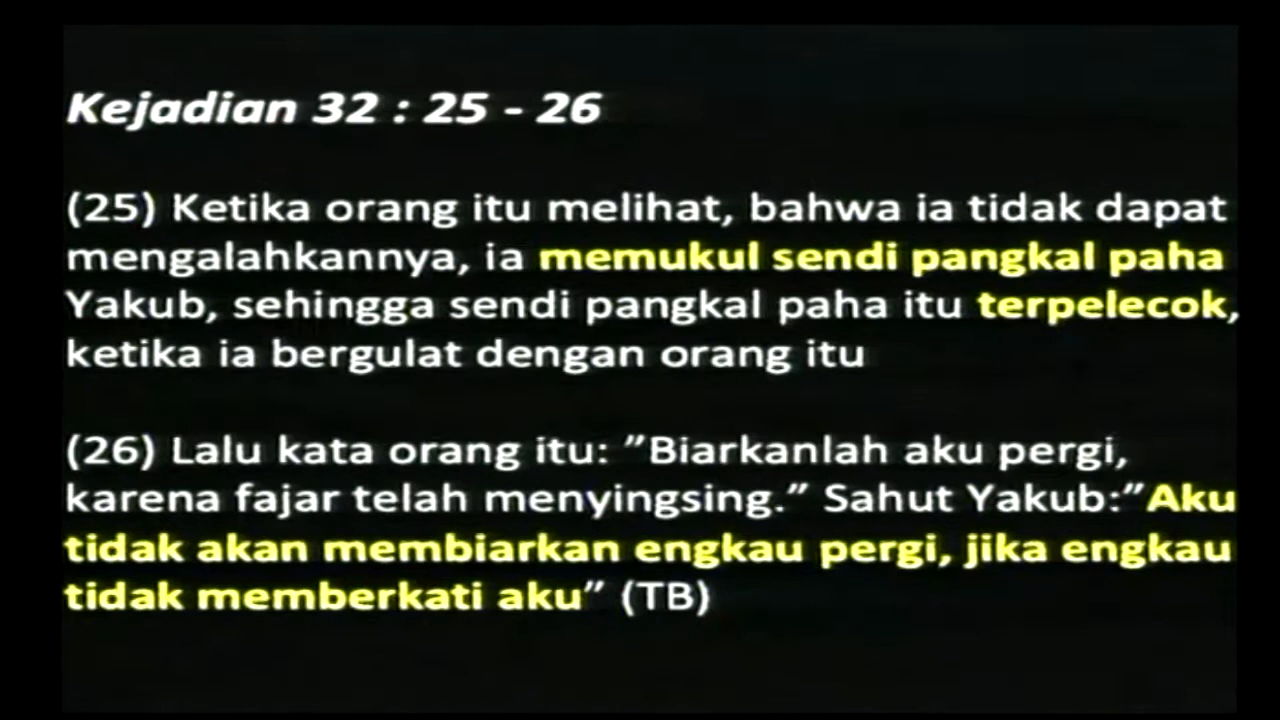 Kejadian 32 : 25 - 26
(25) Ketika orang itu melihat, bahwa ia tidak dapat
mengalahkannya, ia memukul sendi pangkal paha
Yakub, sehingga sendi pangkal paha itu terpelecok,
ketika ia bergulat dengan orang itu
(26) Lalu kata orang itu: ”Biarkanlah aku pergi,
karena fajar telah menyingsing.” Sahut Yakub:”Aku
tidak akan membiarkan engkau pergi, jika engkau
tidak memberkati aku” (TB)